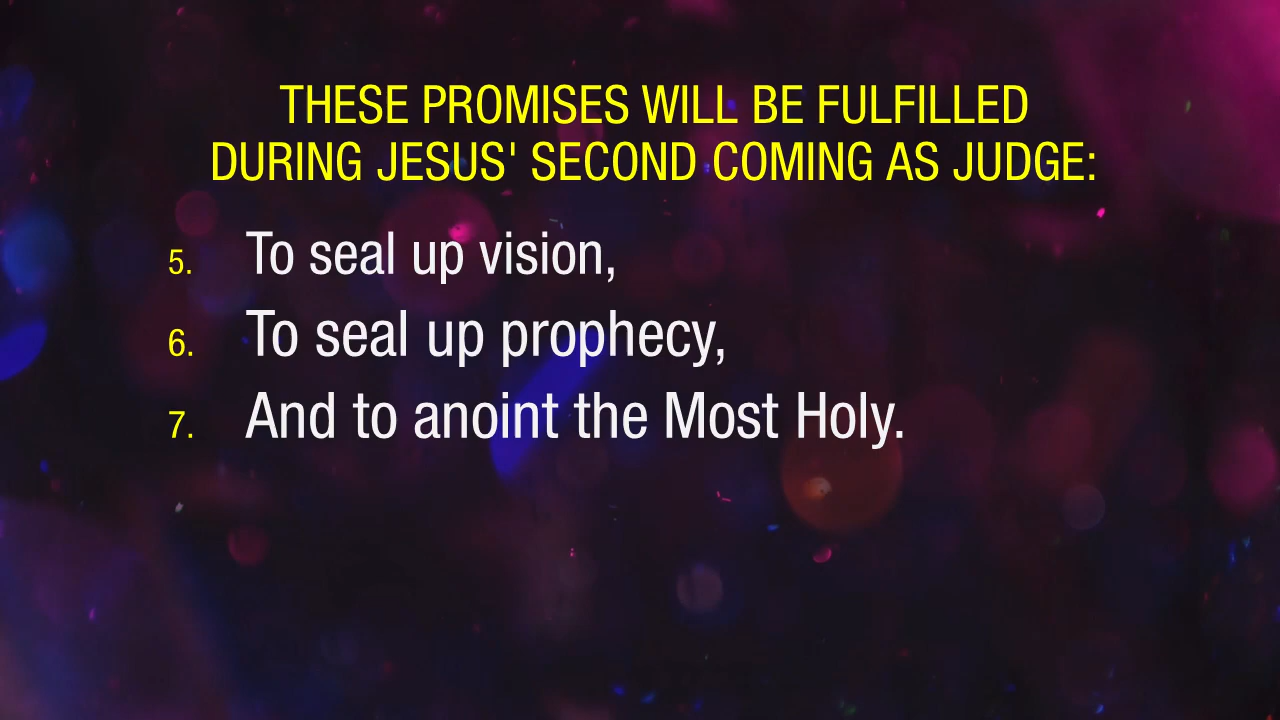 THESE PROMISES WILL BE FULFILLED
DURING JESUS' SECOND COMING AS JUDGE:
5. To seal up vision,
6. To seal up prophecy,
7. And to anoint the Most Holy.